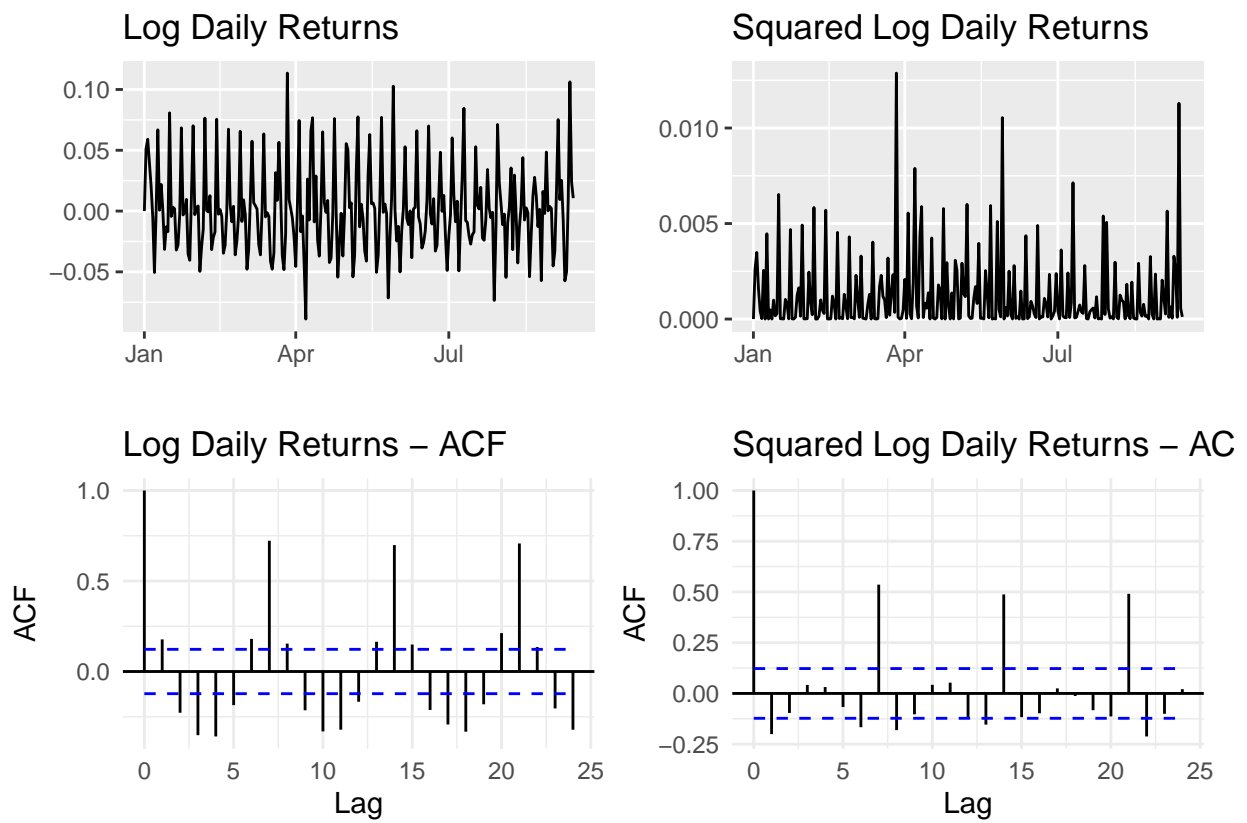 Log Daily Returns
0.10
0.05
0.00
−0.05
Jan Apr Jul
Squared Log Daily Returns
0.010
0.005
0.000
Jan Apr Jul
Log Daily Returns − ACF
ACF
1.0
0.5
0.0
0 5 10 15 20 25
Lag
Squared Log Daily Returns − AC
ACF
1.00
0.75
0.50
0.25
0.00
−0.25
0 5 10 15 20 25
Lag